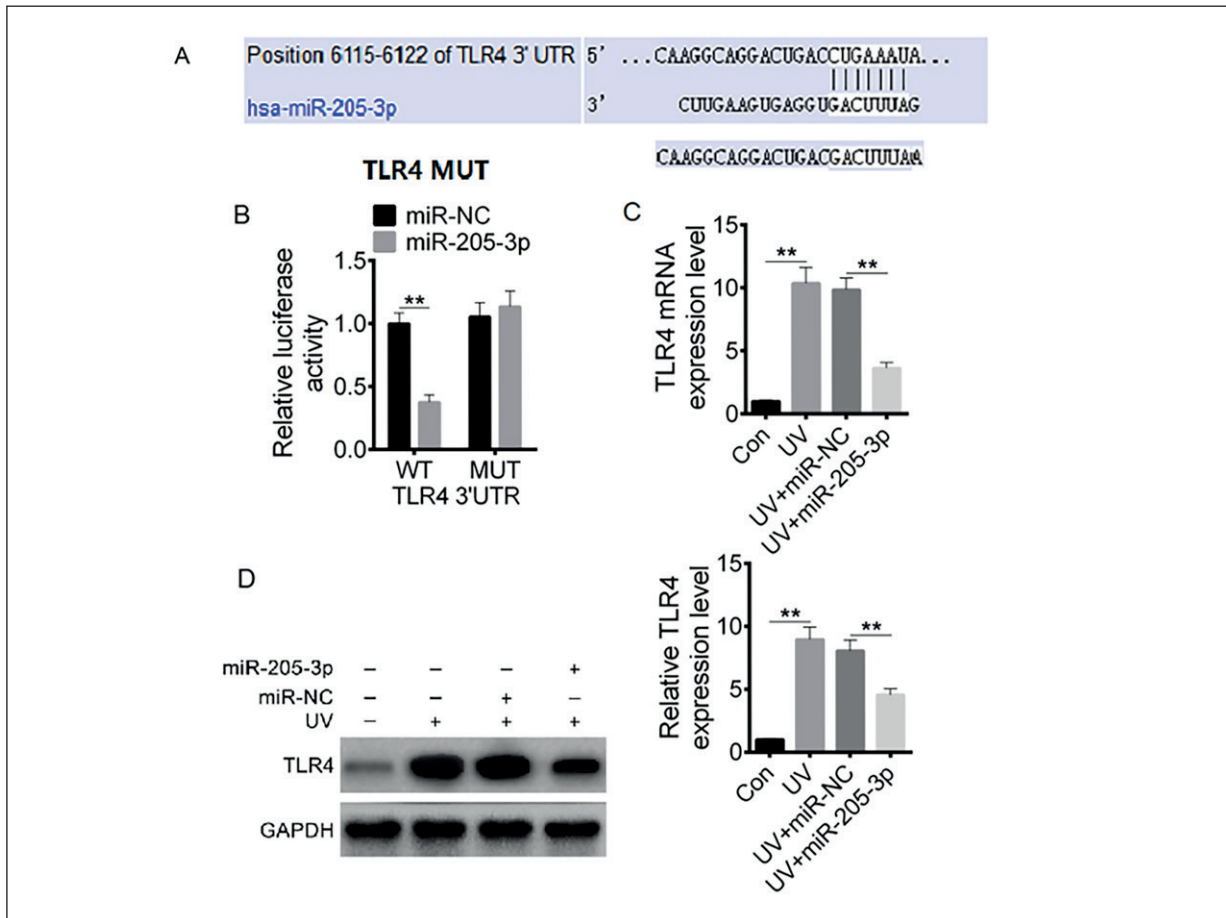 A
Position 6115-6122 of TLR4 3' UTR 5' ...CAAGGCAGGACUGACCUGAAAUA...
hsa-miR-205-3p 3' CUUGAAGUGAGGUGACUUUAG
CAAGGCAGGACUGACGACUUUAA
TLR4 MUT
B
miR-NC
miR-205-3p
Relative luciferase
activity
1.5
1.0
0.5
0.0
**
WT MUT
TLR4 3'UTR
C
TLR4 mRNA
expression level
15
10
5
0
** **
Con UV UV+miR-NC UV+miR-205-3p
D
miR-205-3p – – – +
miR-NC – – + –
UV – + + +
TLR4
GAPDH
Relative TLR4
expression level
15
10
5
0
** **
Con UV UV+miR-NC UV+miR-205-3p